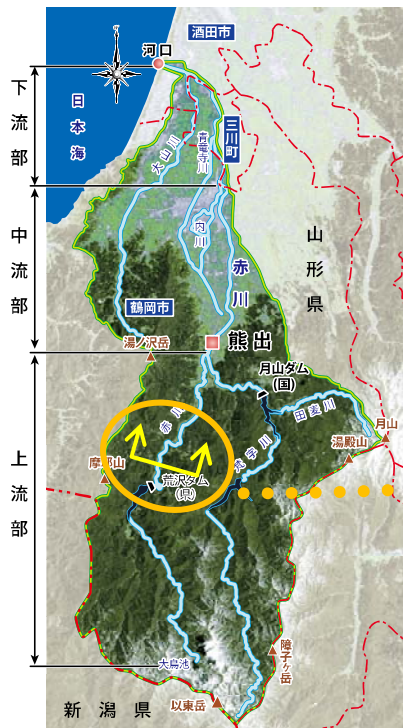 酒田市
河口
下流部
日本海
三川町
大山川
青竜寺川
内川
中流部
赤川
山形県
鶴岡市
湯ノ沢岳
熊出
月山ダム
(国)
田麦川
月山
湯殿山
赤川
梵字川
摩耶山
荒沢ダム
(県)
上流部
大鳥池
障子ヶ岳
以東岳
新潟県